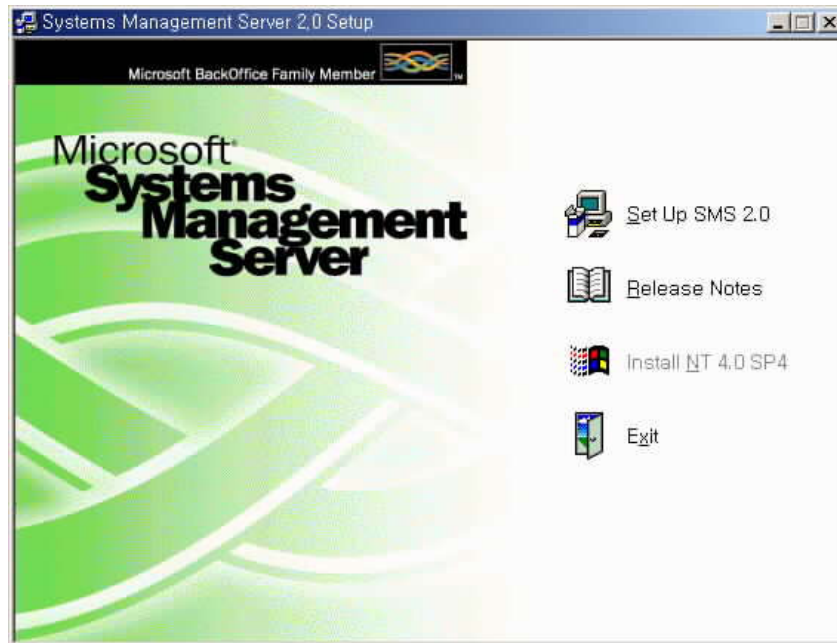 Systems Management Server 2,0 Setup
Microsoft BackOffice Family Member
TM
Microsoft®
Systems
Management
Server
Set Up SMS 2.0
Release Notes
Install NT 4.0 SP4
Exit